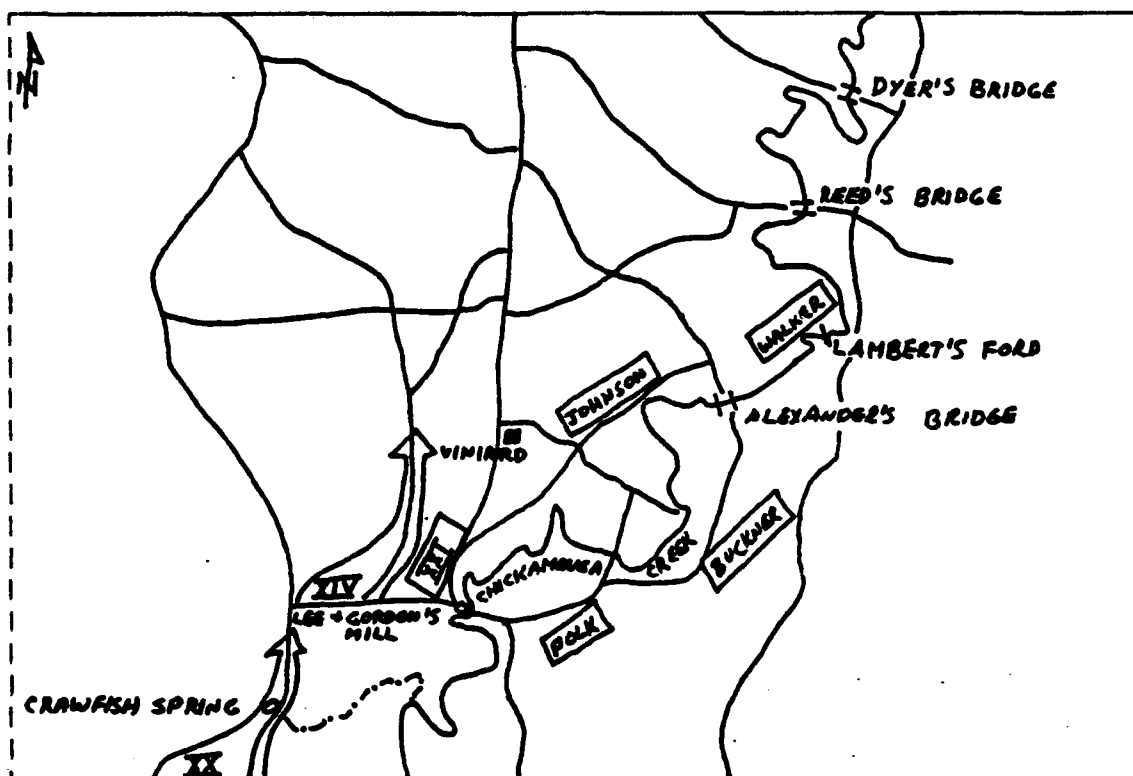 N
DYER'S BRIDGE
REED'S BRIDGE
WALKER
LAMBERT'S FORD
JOHNSON
ALEXANDER'S BRIDGE
VINIARD
XXI
BUCKNER
CREEK
CHICKAMAUGA
XIV
LEE + GORDON'S
MILL
POLK
CRAWFISH SPRING
XX